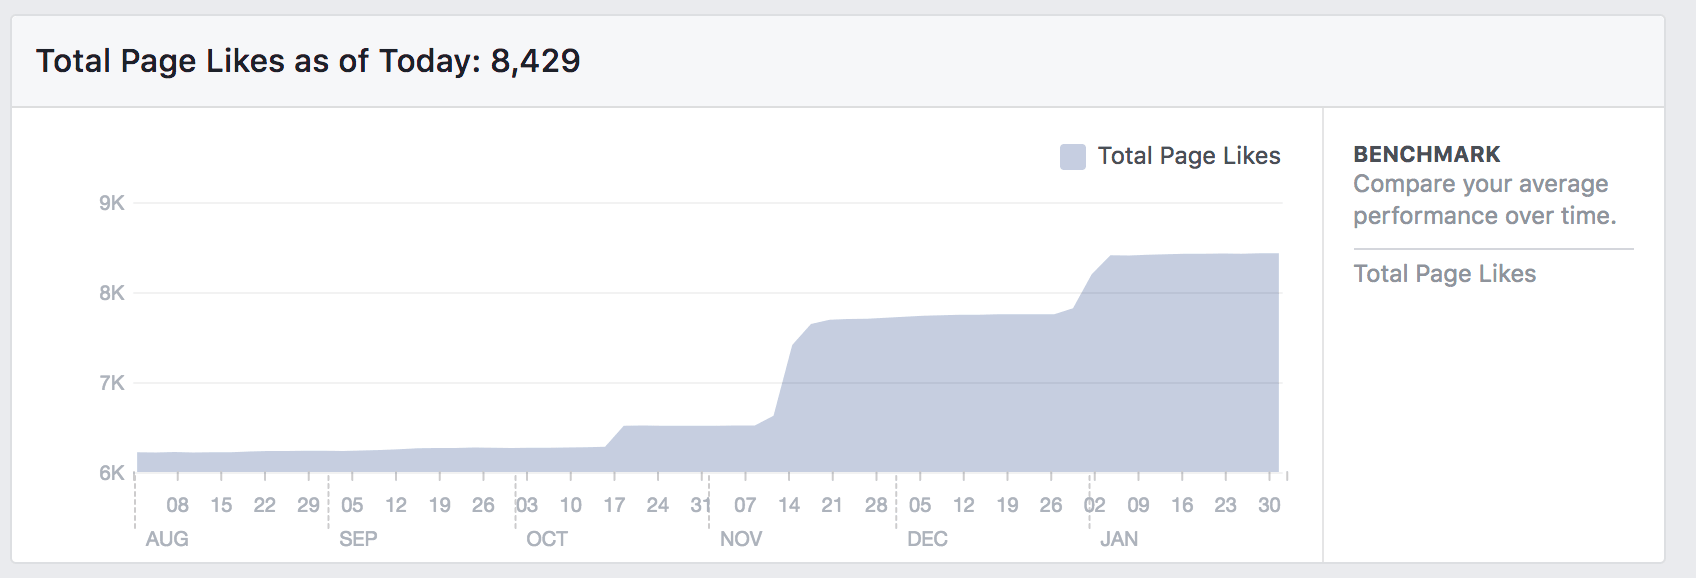 Total Page Likes as of Today: 8,429
Total Page Likes
BENCHMARK
Compare your average
performance over time.
Total Page Likes
9K
8K
7K
6K
08 15 22 29 05 12 19 26 03 10 17 24 31 07 14 21 28 05 12 19 26 02 09 16 23 30
AUG SEP OCT NOV DEC JAN